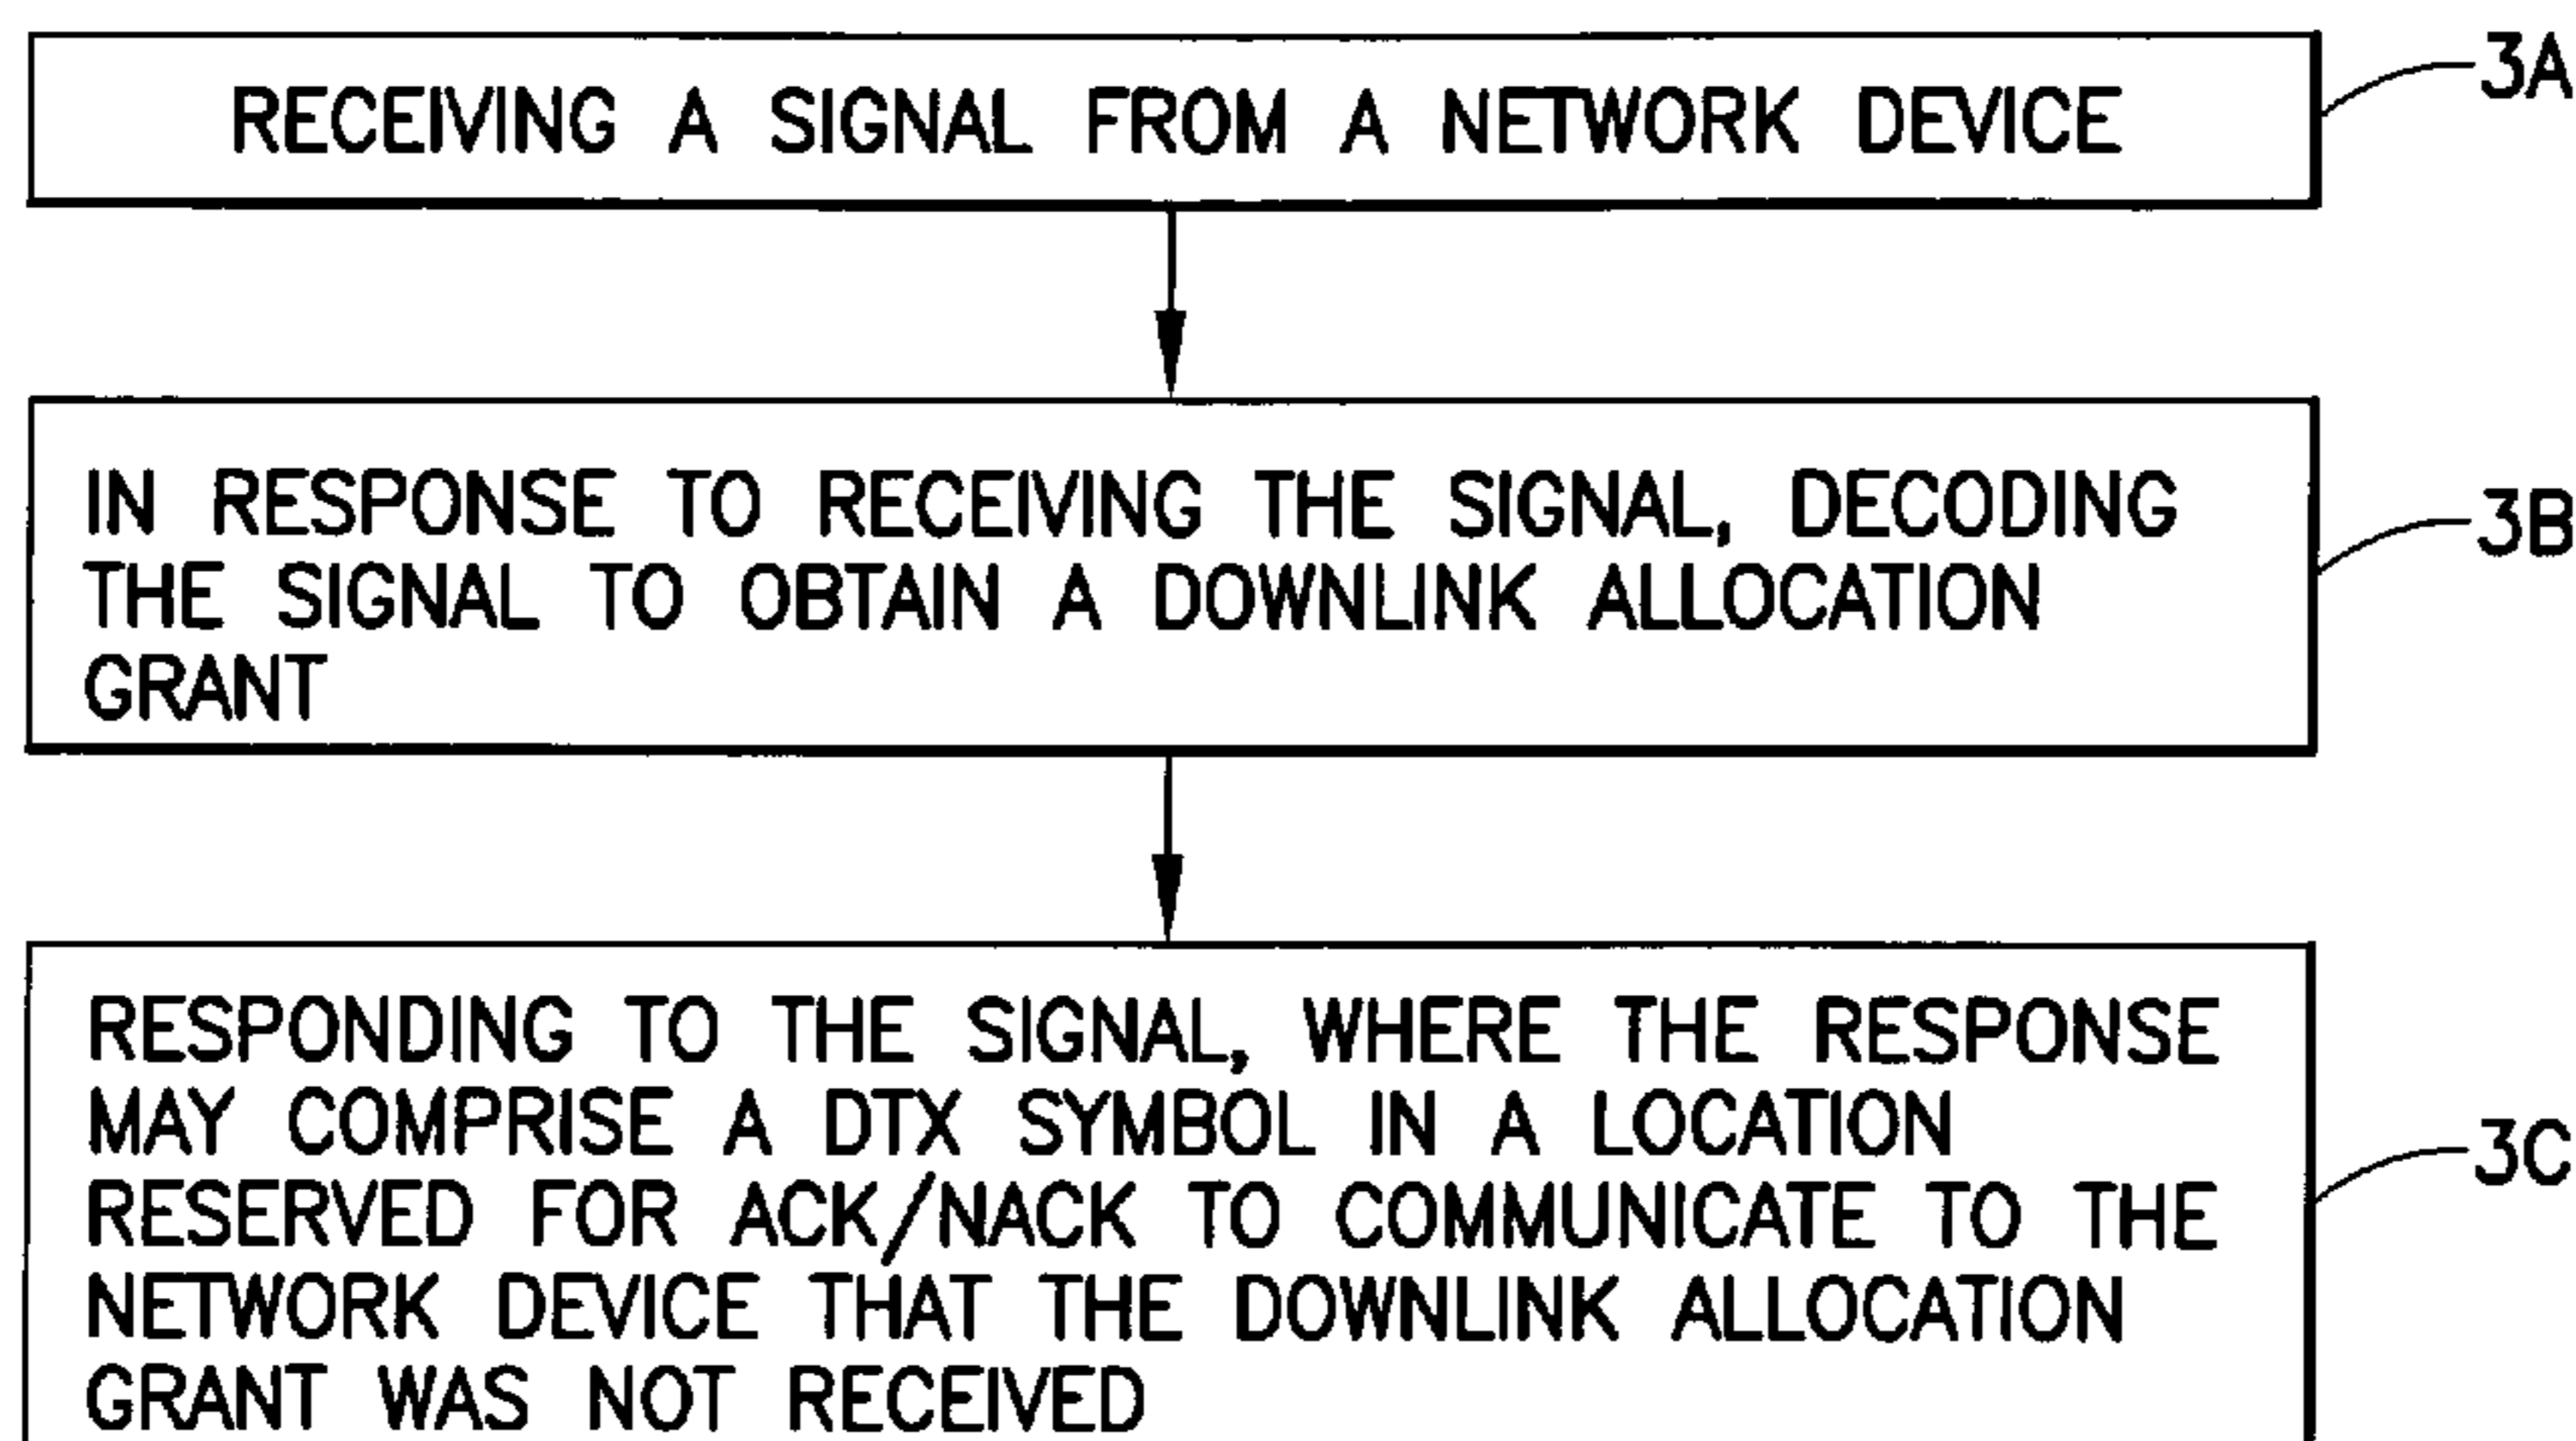 RECEIVING A SIGNAL FROM A NETWORK DEVICE
3A
IN RESPONSE TO RECEIVING THE SIGNAL, DECODING
THE SIGNAL TO OBTAIN A DOWNLINK ALLOCATION
GRANT
3B
RESPONDING TO THE SIGNAL, WHERE THE RESPONSE
MAY COMPRISE A DTX SYMBOL IN A LOCATION
RESERVED FOR ACK/NACK TO COMMUNICATE TO THE
NETWORK DEVICE THAT THE DOWNLINK ALLOCATION
GRANT WAS NOT RECEIVED
3C